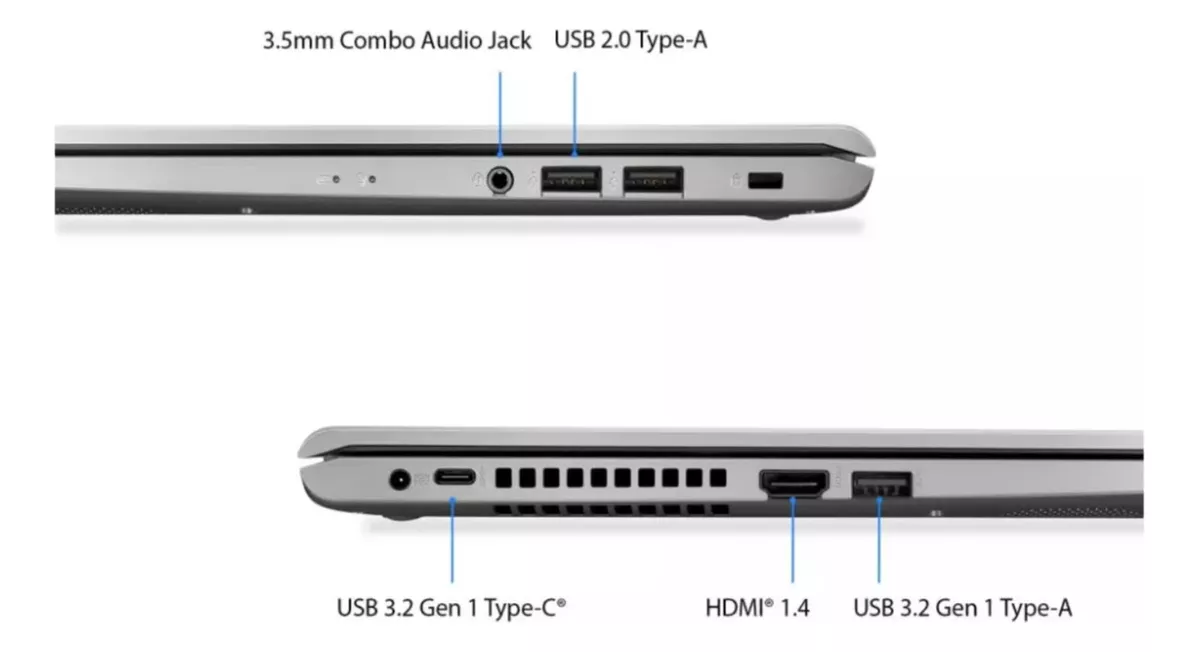 3.5mm Combo Audio Jack USB 2.0 Type-A
USB 3.2 Gen 1 Type-C® HDMI® 1.4 USB 3.2 Gen 1 Type-A